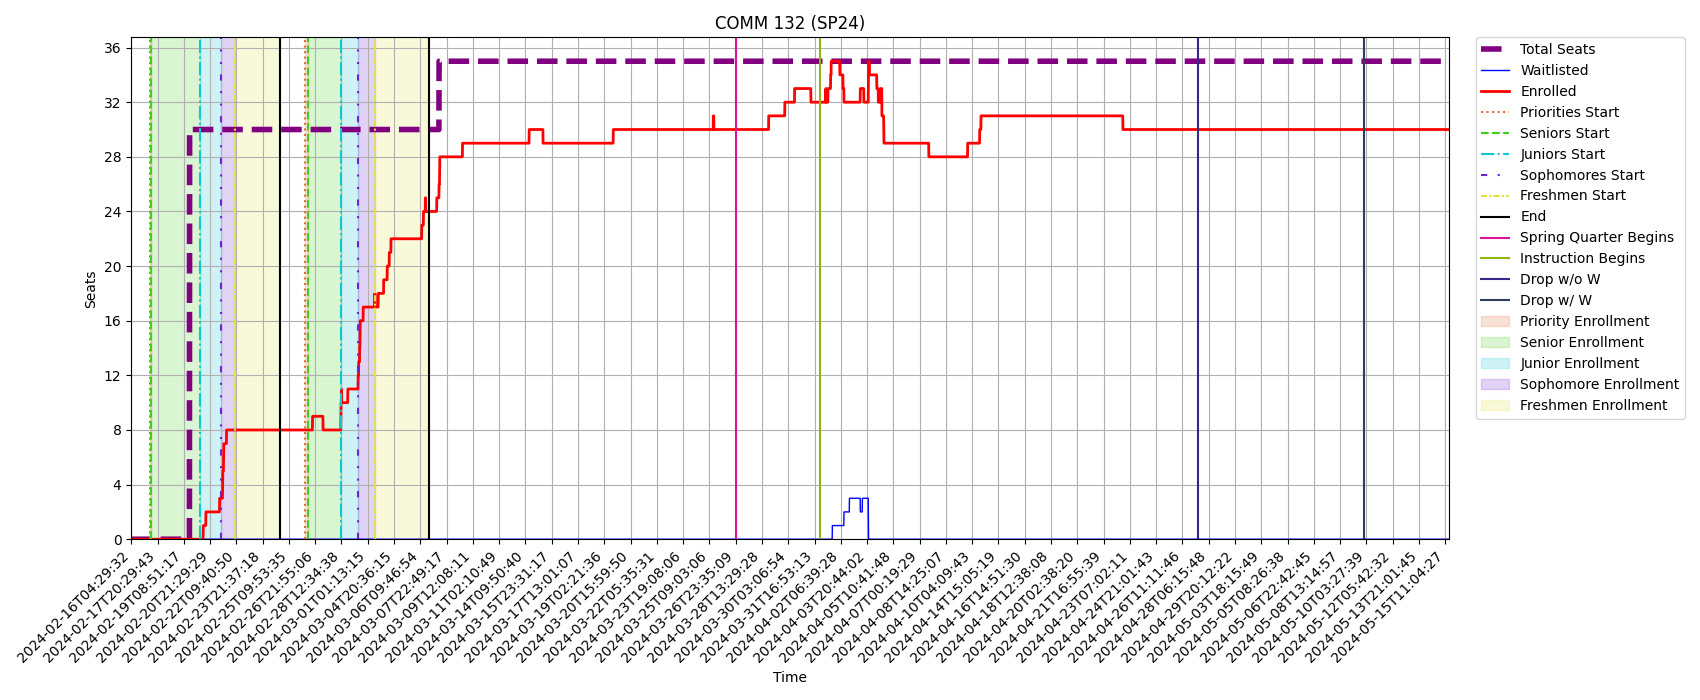 COMM 132 (SP24)
Seats
36
32
28
24
20
16
12
8
4
0
2024-02-16T04:29:32
2024-02-17T20:29:43
2024-02-19T08:51:17
2024-02-20T21:29:29
2024-02-22T09:40:50
2024-02-23T21:37:18
2024-02-25T09:53:35
2024-02-26T21:55:06
2024-02-28T12:34:38
2024-03-01T01:13:15
2024-03-04T20:36:15
2024-03-06T09:46:54
2024-03-07T22:49:17
2024-03-09T12:08:11
2024-03-11T02:10:49
2024-03-14T09:50:40
2024-03-15T23:31:17
2024-03-17T13:01:07
2024-03-19T02:21:36
2024-03-20T15:59:50
2024-03-22T05:35:31
2024-03-23T19:08:06
2024-03-25T09:03:06
2024-03-26T23:35:09
2024-03-28T13:29:28
2024-03-30T03:06:54
2024-03-31T16:53:13
2024-04-02T06:39:28
2024-04-03T20:44:02
2024-04-05T10:41:48
2024-04-07T00:19:29
2024-04-08T14:25:07
2024-04-10T04:09:43
2024-04-14T15:05:19
2024-04-16T14:51:30
2024-04-18T12:38:08
2024-04-20T02:38:20
2024-04-21T16:55:39
2024-04-23T07:02:11
2024-04-24T21:01:43
2024-04-26T11:11:46
2024-04-28T06:15:48
2024-04-29T20:12:22
2024-05-03T18:15:49
2024-05-05T08:26:38
2024-05-06T22:42:45
2024-05-08T13:14:57
2024-05-10T03:27:39
2024-05-12T05:42:32
2024-05-13T21:01:45
2024-05-15T11:04:27
Time
Total Seats
Waitlisted
Enrolled
Priorities Start
Seniors Start
Juniors Start
Sophomores Start
Freshmen Start
End
Spring Quarter Begins
Instruction Begins
Drop w/o W
Drop w/ W
Priority Enrollment
Senior Enrollment
Junior Enrollment
Sophomore Enrollment
Freshmen Enrollment